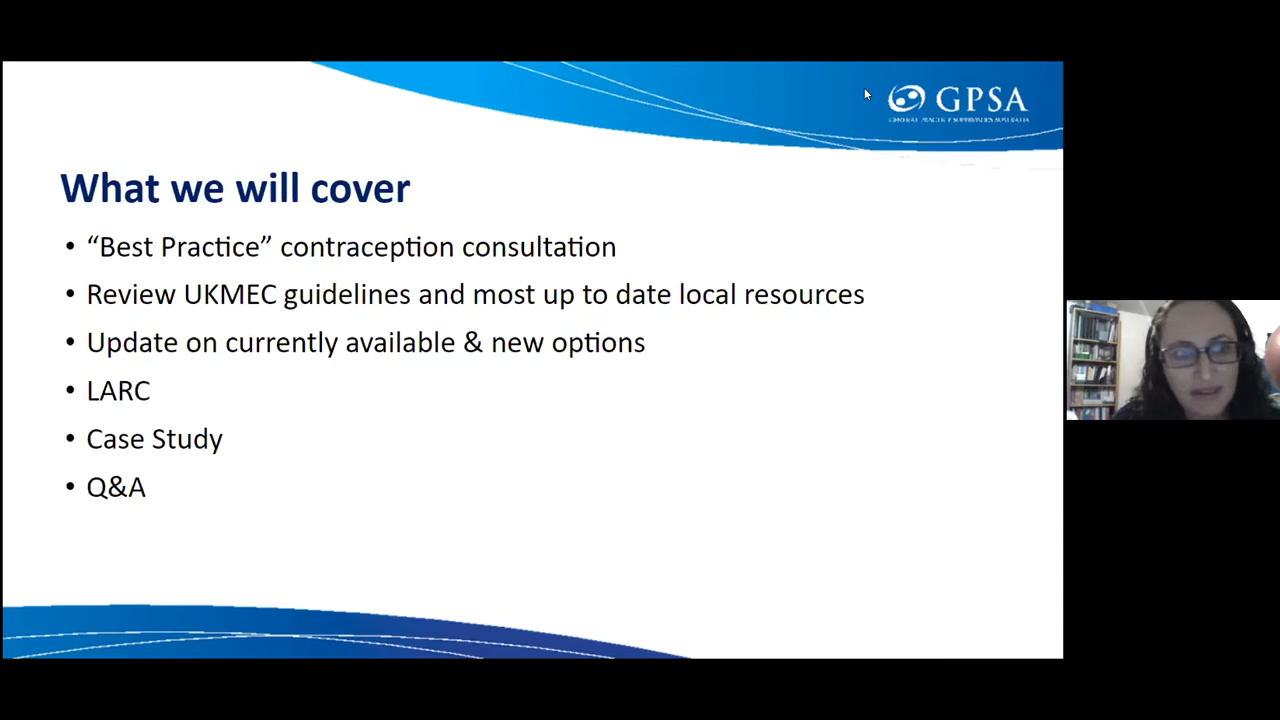 GPSA
What we will cover
• “Best Practice” contraception consultation
• Review UKMEC guidelines and most up to date local resources
• Update on currently available & new options
• LARC
• Case Study
• Q&A